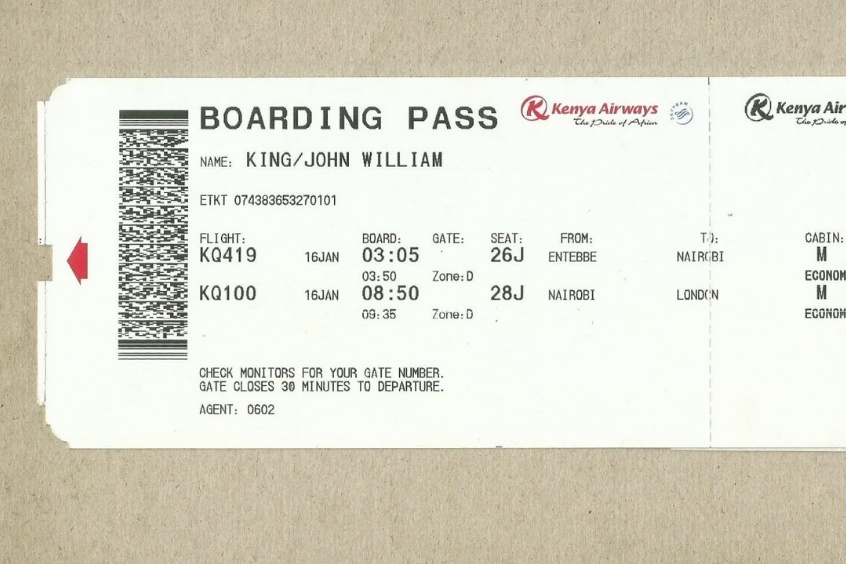 BOARDING PASS Kenya Airways Kenya Air
The Pride of Africa The Pride o
NAME: KING/JOHN WILLIAM
ETKT 074383653270101
FLIGHT: BOARD: GATE: SEAT: FROM: TO: CABIN:
KQ419 16JAN 03:05 26J ENTEBBE NAIROBI M
03:50 Zone:D ECONOM
KQ100 16JAN 08:50 28J NAIROBI LONDON M
09:35 Zone:D ECONOM
CHECK MONITORS FOR YOUR GATE NUMBER.
GATE CLOSES 30 MINUTES TO DEPARTURE.
AGENT: 0602